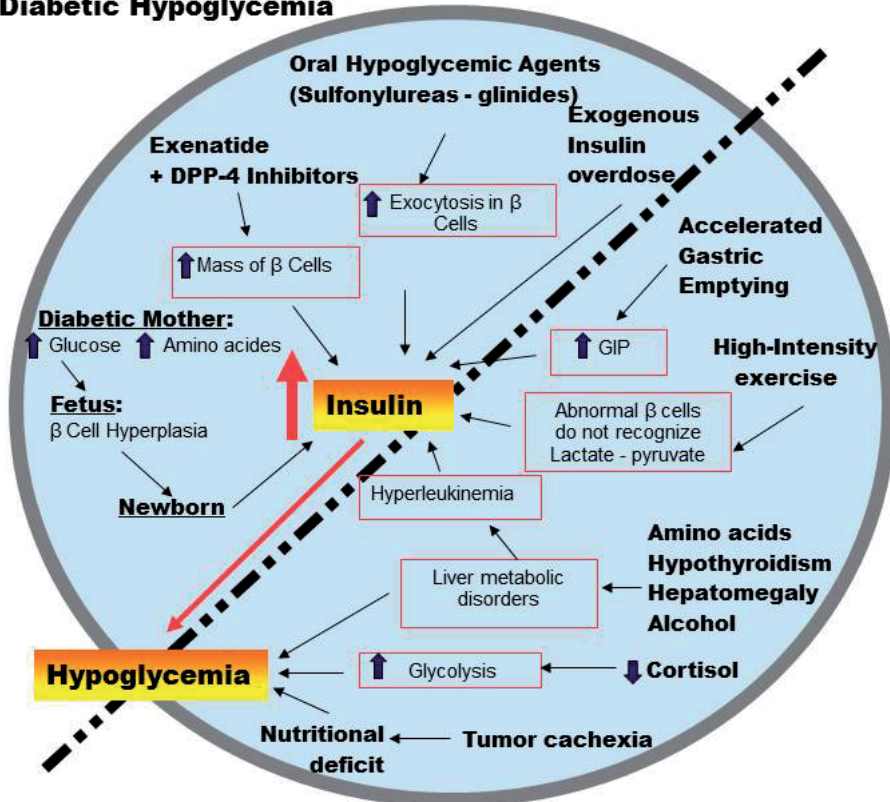 Diabetic Hypoglycemia
Oral Hypoglycemic Agents
(Sulfonylureas - glinides)
Exogenous
Insulin
overdose
Exenatide
+ DPP-4 Inhibitors
Exocytosis in β
Cells
Accelerated
Gastric
Emptying
Mass of β Cells
Diabetic Mother:
Glucose
Amino acides
GIP
High-Intensity
exercise
Fetus:
β Cell Hyperplasia
Insulin
Abnormal β cells
do not recognize
Lactate - pyruvate
Newborn
Hyperleukinemia
Amino acids
Hypothyroidism
Hepatomegaly
Alcohol
Liver metabolic
disorders
Hypoglycemia
Glycolysis
Cortisol
Nutritional
deficit
Tumor cachexia